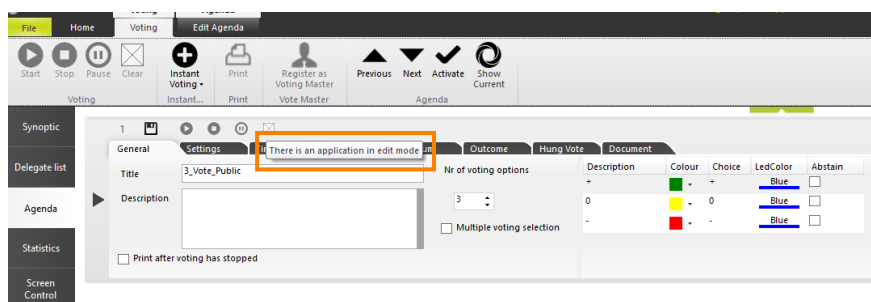 File Home Voting Edit Agenda
Start Stop Pause Clear Instant Voting Print Register as Voting Master Previous Next Activate Show Current
Voting Instant... Print Vote Master Agenda
Synoptic
Delegate list
Agenda
Statistics
Screen Control
1
General Settings There is an application in edit mode Outcome Hung Vote Document
Title 3_Vote_Public Nr of voting options
Description 3
Multiple voting selection
Print after voting has stopped
Description Colour Choice LedColor Abstain
+ + Blue
0 0 Blue
- - Blue